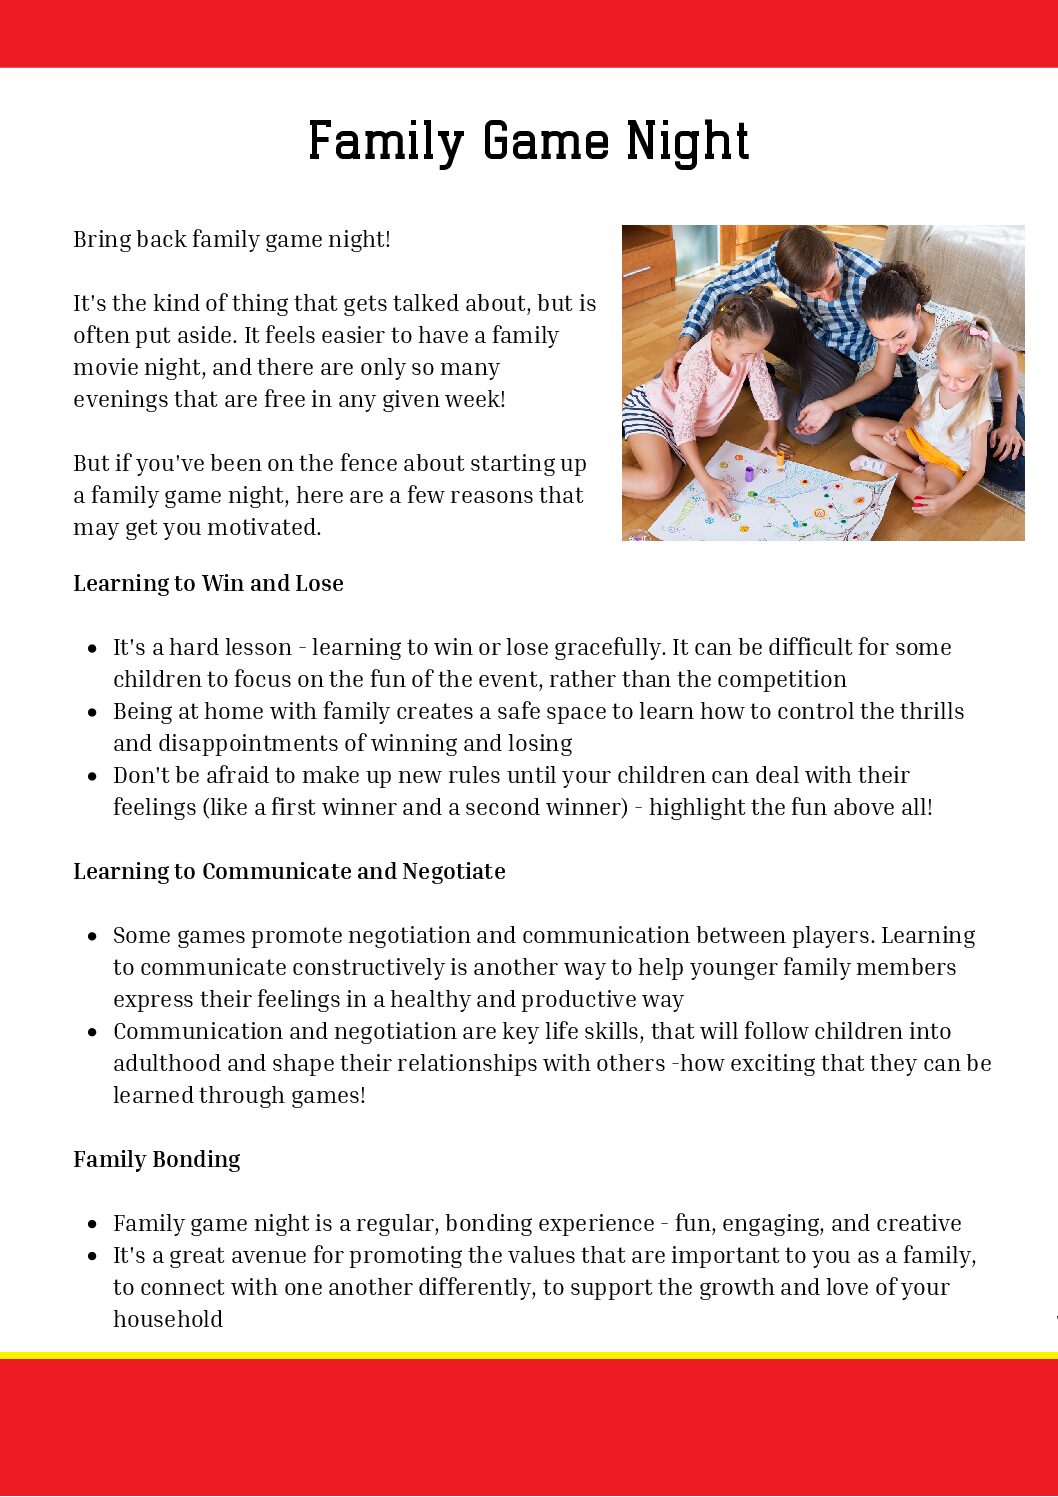 Family Game Night
Bring back family game night!
It's the kind of thing that gets talked about, but is
often put aside. It feels easier to have a family
movie night, and there are only so many
evenings that are free in any given week!
But if you've been on the fence about starting up
a family game night, here are a few reasons that
may get you motivated.
Learning to Win and Lose
• It's a hard lesson - learning to win or lose gracefully. It can be difficult for some
children to focus on the fun of the event, rather than the competition
• Being at home with family creates a safe space to learn how to control the thrills
and disappointments of winning and losing
• Don't be afraid to make up new rules until your children can deal with their
feelings (like a first winner and a second winner) - highlight the fun above all!
Learning to Communicate and Negotiate
• Some games promote negotiation and communication between players. Learning
to communicate constructively is another way to help younger family members
express their feelings in a healthy and productive way
• Communication and negotiation are key life skills, that will follow children into
adulthood and shape their relationships with others -how exciting that they can be
learned through games!
Family Bonding
• Family game night is a regular, bonding experience - fun, engaging, and creative
• It's a great avenue for promoting the values that are important to you as a family,
to connect with one another differently, to support the growth and love of your
household